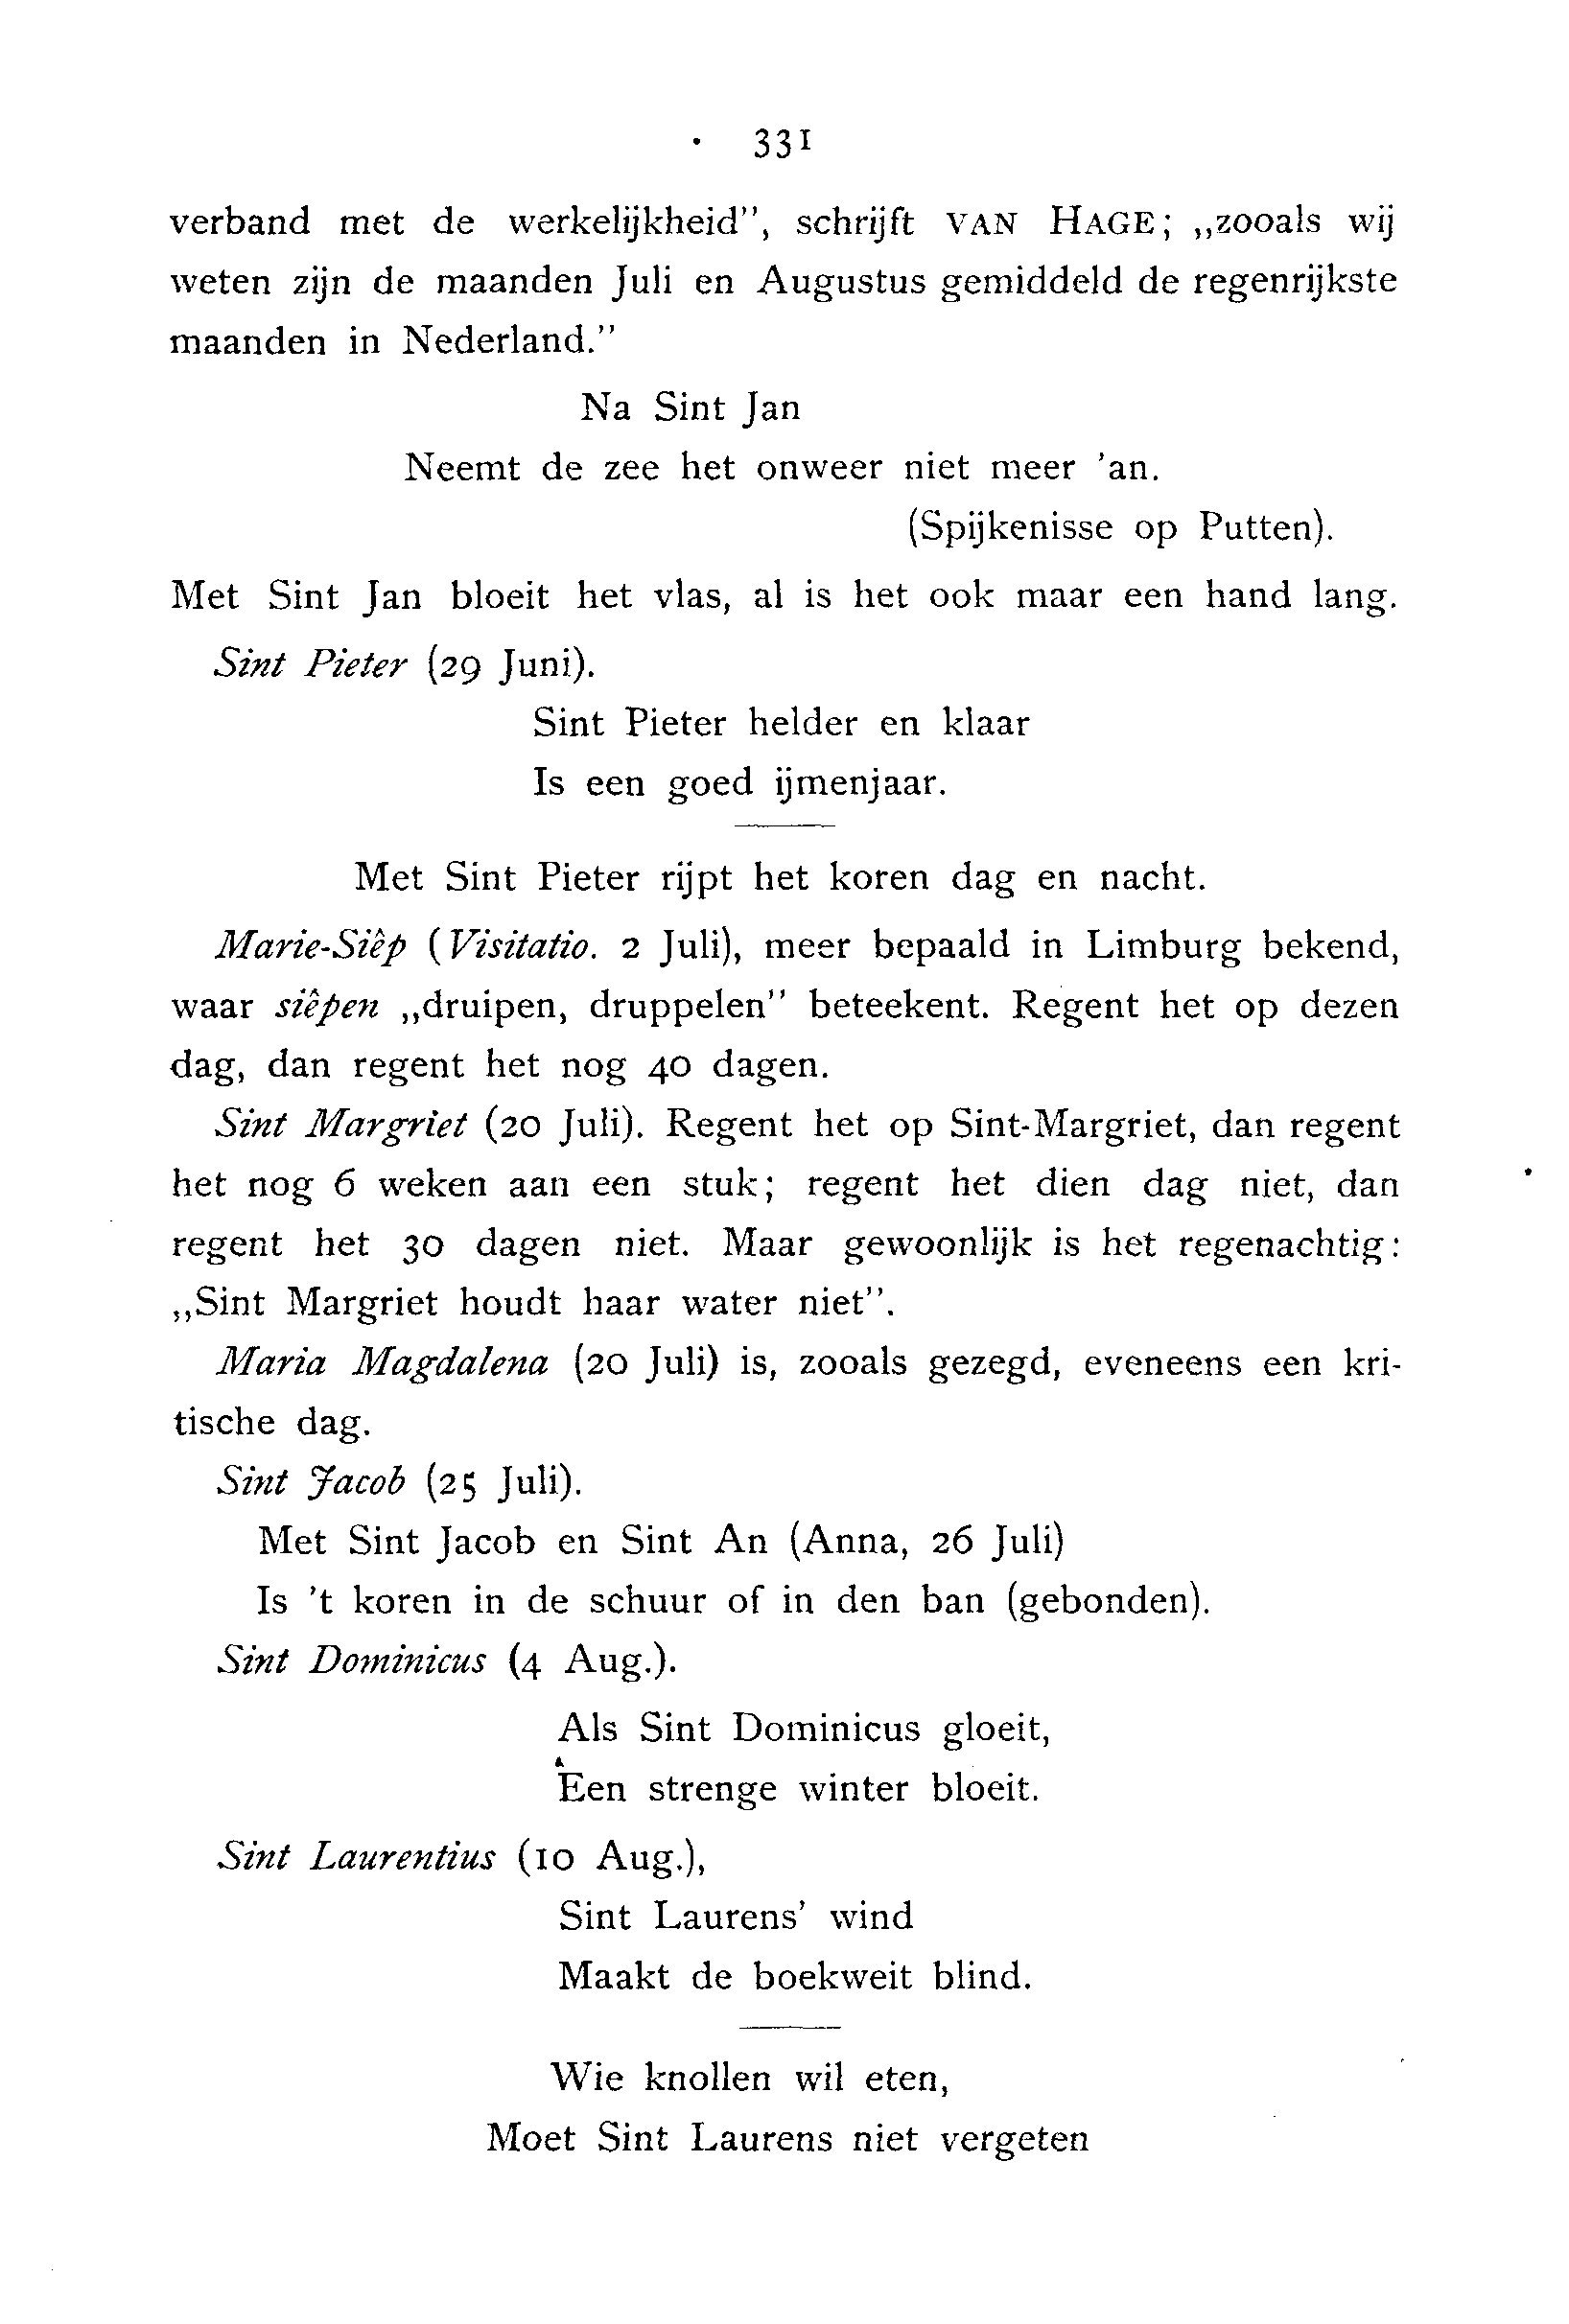 331
verband met de werkelijkheid”, schrijft VAN HAGE; „zooals wij
weten zijn de maanden Juli en Augustus gemiddeld de regenrijkste
maanden in Nederland.”
Na Sint Jan
Neemt de zee het onweer niet meer ’an.
(Spijkenisse op Putten).
Met Sint Jan bloeit het vlas, al is het ook maar een hand lang.
Sint Pieter (29 Juni).
Sint Pieter helder en klaar
Is een goed ijmenjaar.
Met Sint Pieter rijpt het koren dag en nacht.
Marie-Siêp (Visitatio. 2 Juli), meer bepaald in Limburg bekend,
waar siêpen „druipen, druppelen” beteekent. Regent het op dezen
dag, dan regent het nog 40 dagen.
Sint Margriet (20 Juli). Regent het op Sint-Margriet, dan regent
het nog 6 weken aan een stuk; regent het dien dag niet, dan
regent het 30 dagen niet. Maar gewoonlijk is het regenachtig:
„Sint Margriet houdt haar water niet”.
Maria Magdalena (20 Juli) is, zooals gezegd, eveneens een kri-
tische dag.
Sint Jacob (25 Juli).
Met Sint Jacob en Sint An (Anna, 26 Juli)
Is ’t koren in de schuur of in den ban (gebonden).
Sint Dominicus (4 Aug.).
Als Sint Dominicus gloeit,
Een strenge winter bloeit.
Sint Laurentius (10 Aug.),
Sint Laurens’ wind
Maakt de boekweit blind.
Wie knollen wil eten,
Moet Sint Laurens niet vergeten